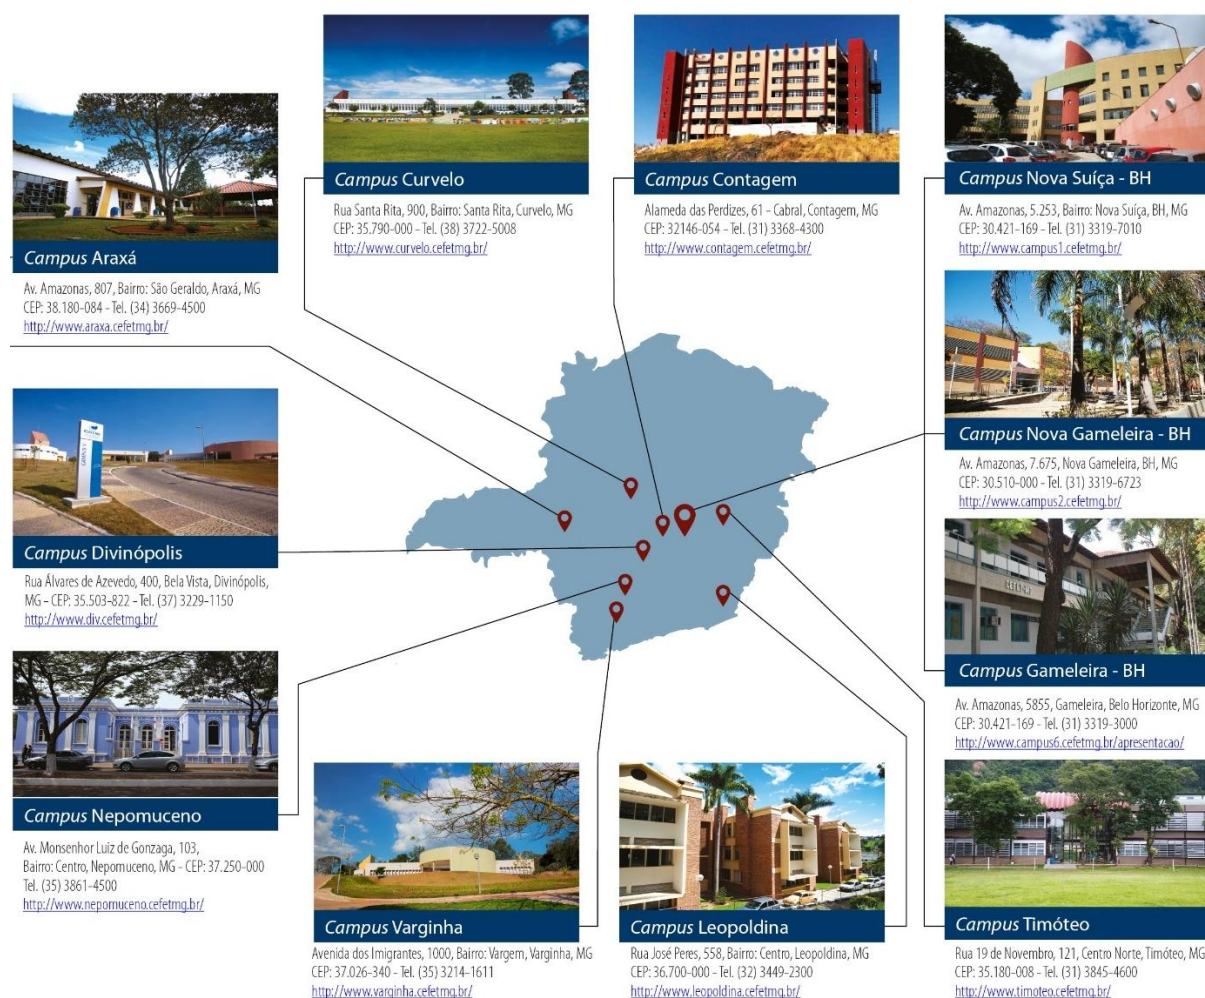 Campus Curvelo
Rua Santa Rita, 900, Bairro: Santa Rita, Curvelo, MG
CEP: 35.790-000 - Tel. (38) 3722-5008
http://www.curvelo.cefetmg.br/
Campus Contagem
Alameda das Perdizes, 61 - Cabral, Contagem, MG
CEP: 32146-054 - Tel. (31) 3368-4300
http://www.contagem.cefetmg.br/
Campus Nova Suíça - BH
Av. Amazonas, 5.253, Bairro: Nova Suíça, BH, MG
CEP: 30.421-169 - Tel. (31) 3319-7010
http://www.campus1.cefetmg.br/
Campus Araxá
Av. Amazonas, 807, Bairro: São Geraldo, Araxá, MG
CEP: 38.180-084 - Tel. (34) 3669-4500
http://www.araxa.cefetmg.br/
Campus Nova Gameleira - BH
Av. Amazonas, 7.675, Nova Gameleira, BH, MG
CEP: 30.510-000 - Tel. (31) 3319-6723
http://www.campus2.cefetmg.br/
Campus Divinópolis
Rua Álvares de Azevedo, 400, Bela Vista, Divinópolis,
MG - CEP: 35.503-822 - Tel. (37) 3229-1150
http://www.div.cefetmg.br/
CEFET-MG
Campus Gameleira - BH
Av. Amazonas, 5855, Gameleira, Belo Horizonte, MG
CEP: 30.421-169 - Tel. (31) 3319-3000
http://www.campus6.cefetmg.br/apresentacao/
Campus Nepomuceno
Av. Monsenhor Luiz de Gonzaga, 103,
Bairro: Centro, Nepomuceno, MG - CEP: 37.250-000
Tel. (35) 3861-4500
http://www.nepomuceno.cefetmg.br/
Campus Varginha
Avenida dos Imigrantes, 1000, Bairro: Vargem, Varginha, MG
CEP: 37.026-340 - Tel. (35) 3214-1611
http://www.varginha.cefetmg.br/
Campus Leopoldina
Rua José Peres, 558, Bairro: Centro, Leopoldina, MG
CEP: 36.700-000 - Tel. (32) 3449-2300
http://www.leopoldina.cefetmg.br/
Campus Timóteo
Rua 19 de Novembro, 121, Centro Norte, Timóteo, MG
CEP: 35.180-008 - Tel. (31) 3845-4600
http://www.timoteo.cefetmg.br/